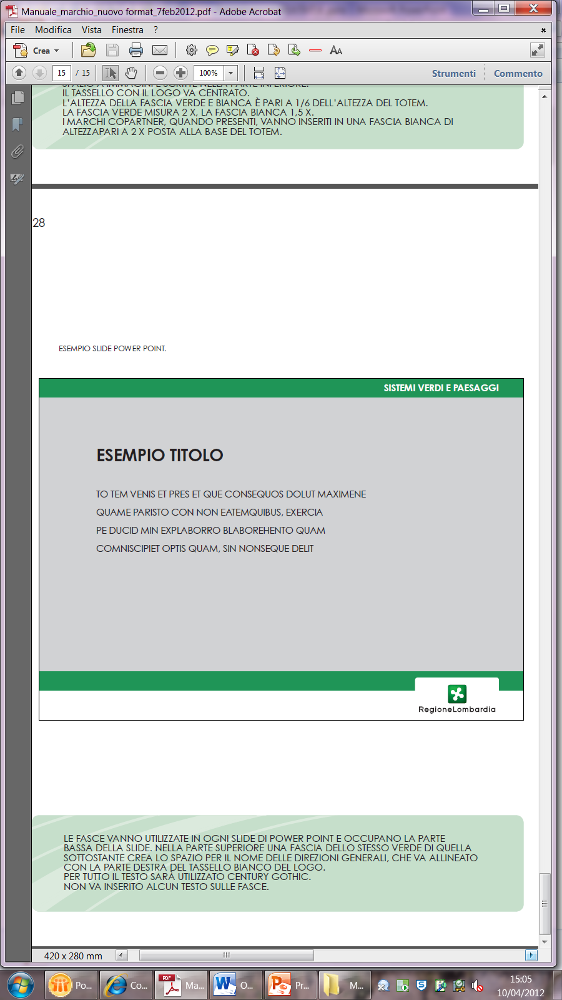 Manuale_marchio_nuovo format_7feb2012.pdf - Adobe Acrobat
File Modifica Vista Finestra ?
Crea
15 / 15 100% Strumenti Commento
SPAZIO A IMMAGINI E SCRITTE NELLA PARTE INFERIORE.
IL TASSELLO CON IL LOGO VA CENTRATO.
L'ALTEZZA DELLA FASCIA VERDE E BIANCA È PARI A 1/6 DELL'ALTEZZA DEL TOTEM.
LA FASCIA VERDE MISURA 2 X, LA FASCIA BIANCA 1,5 X.
I MARCHI COPARTNER, QUANDO PRESENTI, VANNO INSERITI IN UNA FASCIA BIANCA DI
ALTEZZAPARI A 2 X POSTA ALLA BASE DEL TOTEM.
28
ESEMPIO SLIDE POWER POINT.
SISTEMI VERDI E PAESAGGI
ESEMPIO TITOLO
TO TEM VENIS ET PRES ET QUE CONSEQUOS DOLUT MAXIMENE
QUAME PARISTO CON NON EATEMQUIBUS, EXERCIA
PE DUCID MIN EXPLABORRO BLABOREHENTO QUAM
COMNISCIPIET OPTIS QUAM, SIN NONSEQUE DELIT
RegioneLombardia
LE FASCE VANNO UTILIZZATE IN OGNI SLIDE DI POWER POINT E OCCUPANO LA PARTE
BASSA DELLA SLIDE. NELLA PARTE SUPERIORE UNA FASCIA DELLO STESSO VERDE DI QUELLA
SOTTOSTANTE CREA LO SPAZIO PER IL NOME DELLE DIREZIONI GENERALI, CHE VA ALLINEATO
CON LA PARTE DESTRA DEL TASSELLO BIANCO DEL LOGO.
PER TUTTO IL TESTO SARÀ UTILIZZATO CENTURY GOTHIC.
NON VA INSERITO ALCUN TESTO SULLE FASCE.
420 x 280 mm
Po... Co... Ma... O... Pr... M... 15:05
10/04/2012